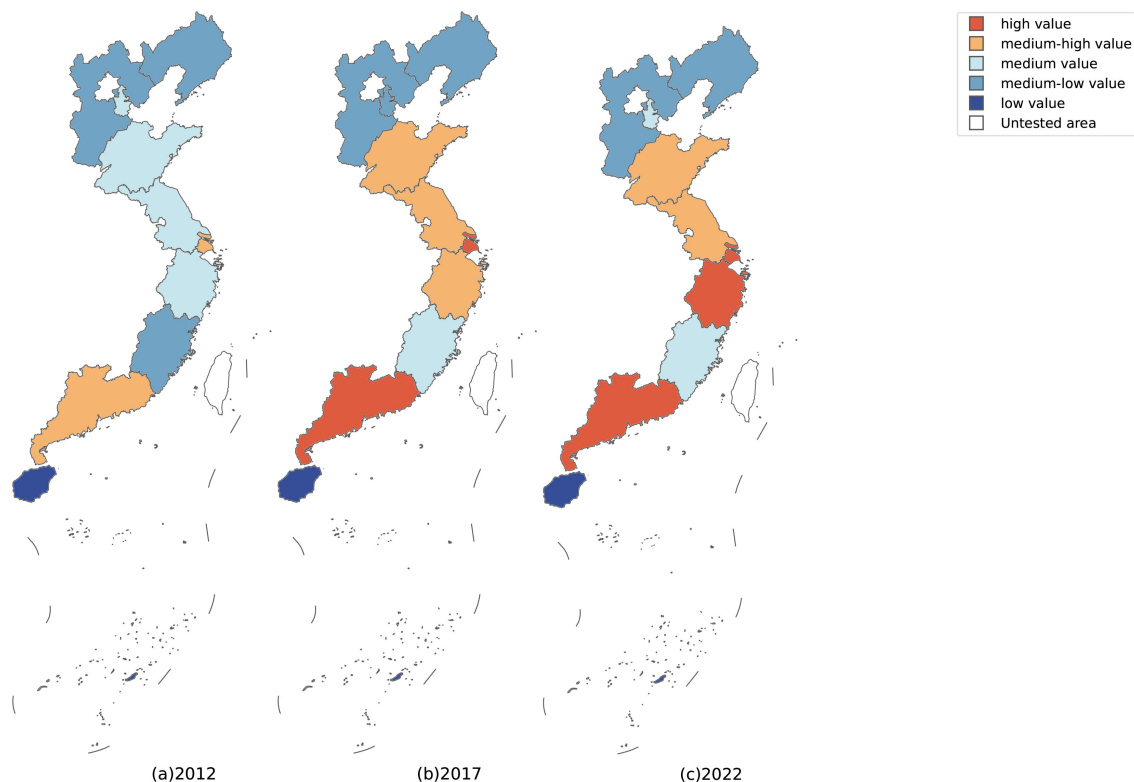 high value
medium-high value
medium value
medium-low value
low value
Untested area
(a)2012
(b)2017
(c)2022